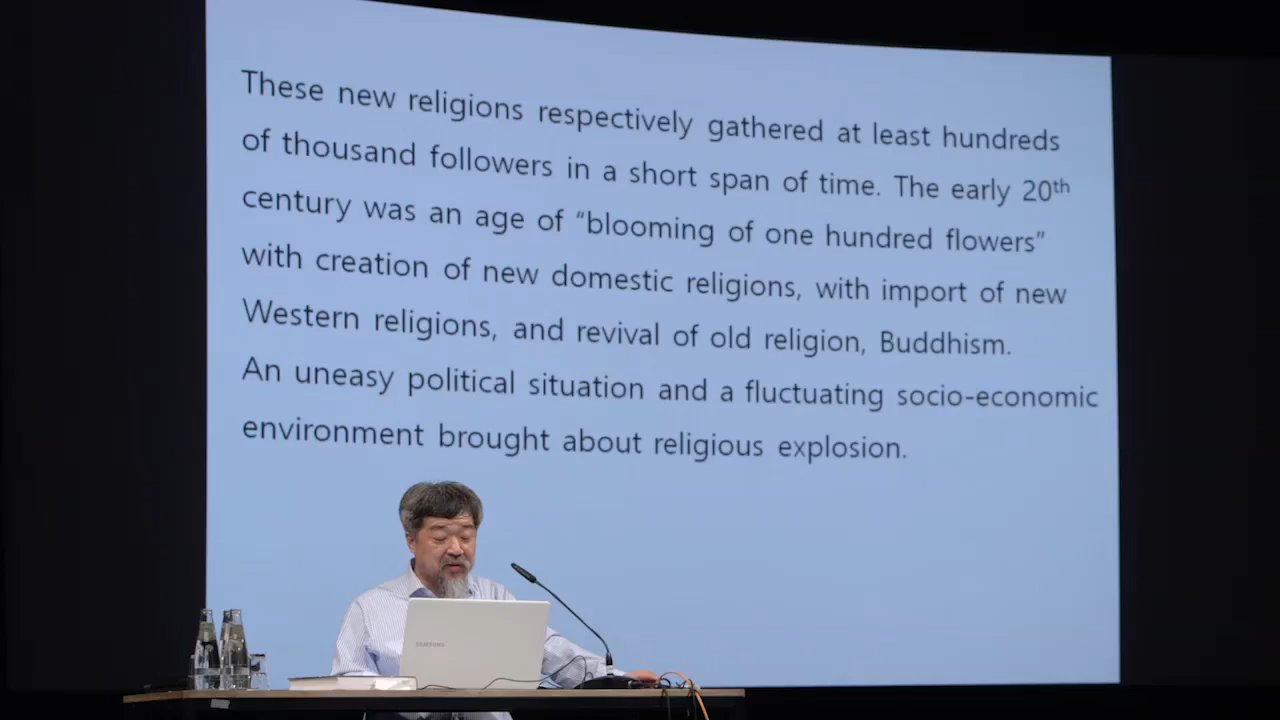 These new religions respectively gathered at least hundreds
of thousand followers in a short span of time. The early 20th
century was an age of “blooming of one hundred flowers”
with creation of new domestic religions, with import of new
Western religions, and revival of old religion, Buddhism.
An uneasy political situation and a fluctuating socio-economic
environment brought about religious explosion.
SAMSUNG